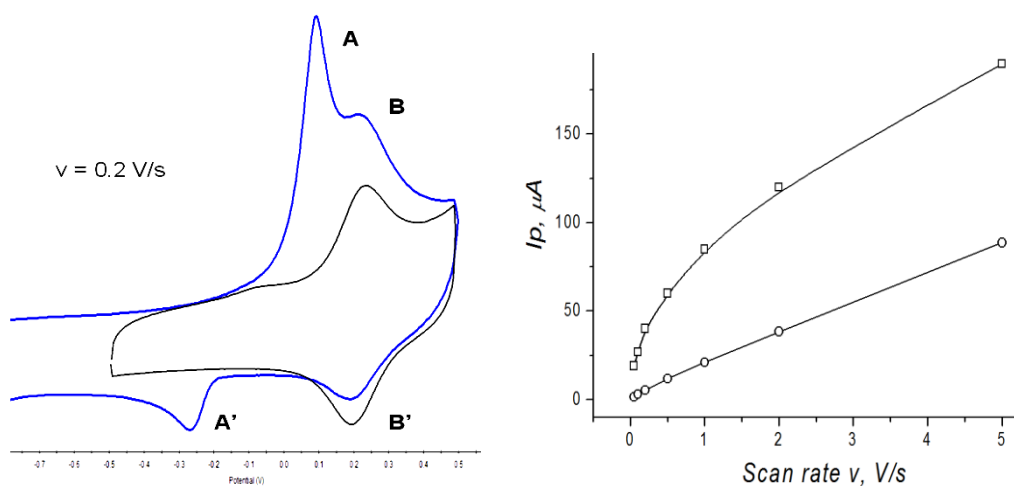 A
B
v = 0.2 V/s
A'
B'
-0.7 -0.6 -0.5 -0.4 -0.3 -0.2 -0.1 0.0 0.1 0.2 0.3 0.4 0.5
Potential (V)
Ip, μA
150
100
50
0
0 1 2 3 4 5
Scan rate v, V/s